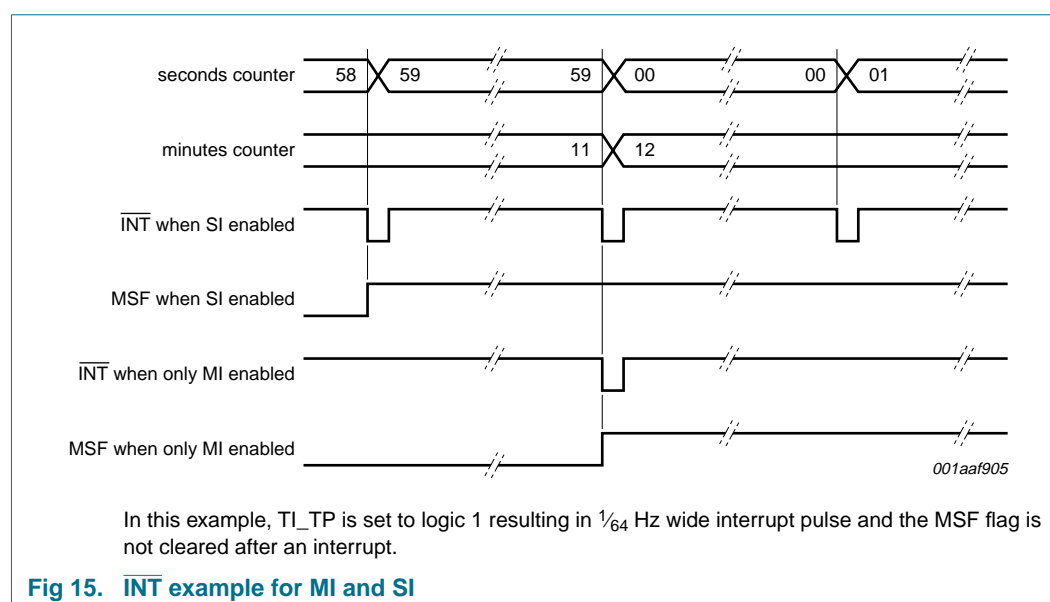 seconds counter 58 59 59 00 00 01
minutes counter 11 12
INT when SI enabled
MSF when SI enabled
INT when only MI enabled
MSF when only MI enabled
001aaf905
In this example, TI_TP is set to logic 1 resulting in 1⁄64 Hz wide interrupt pulse and the MSF flag is
not cleared after an interrupt.
Fig 15. INT example for MI and SI